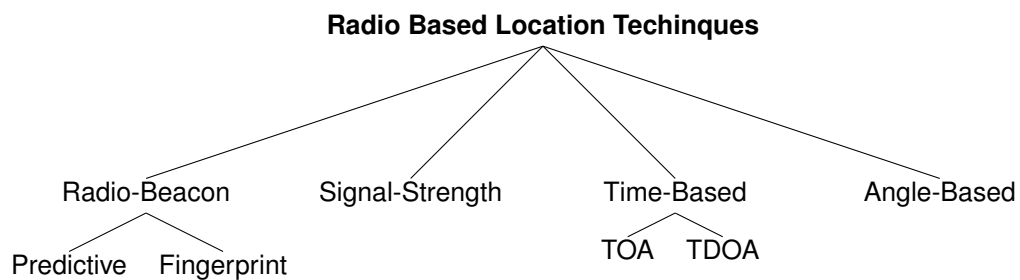 Radio Based Location Techinques
Radio-Beacon Signal-Strength Time-Based Angle-Based
Predictive Fingerprint TOA TDOA